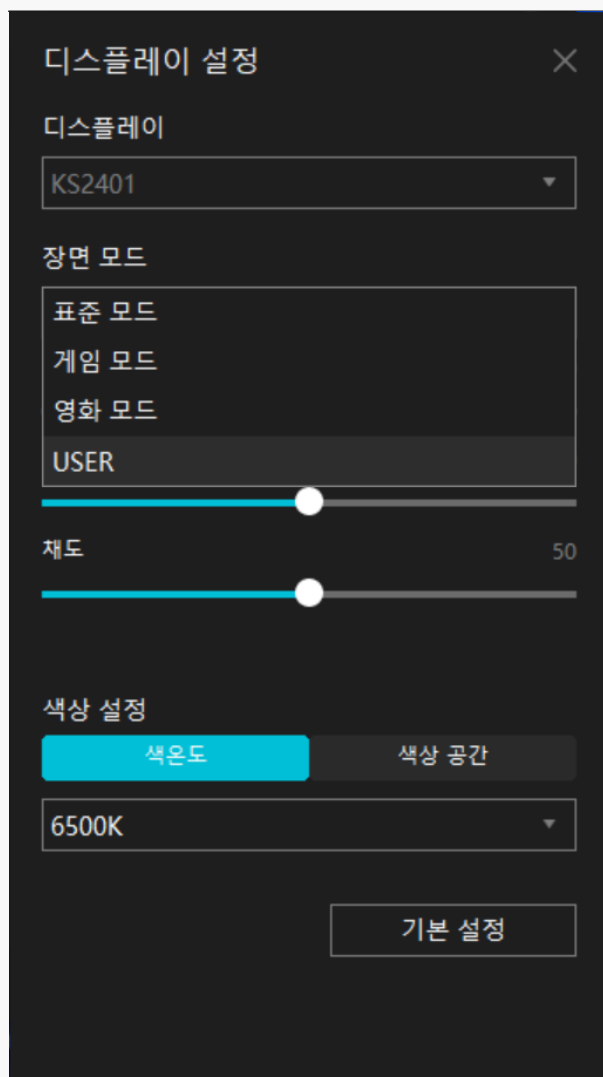 디스플레이 설정
디스플레이
KS2401
장면 모드
표준 모드
게임 모드
영화 모드
USER
채도 50
색상 설정
색온도 색상 공간
6500K
기본 설정